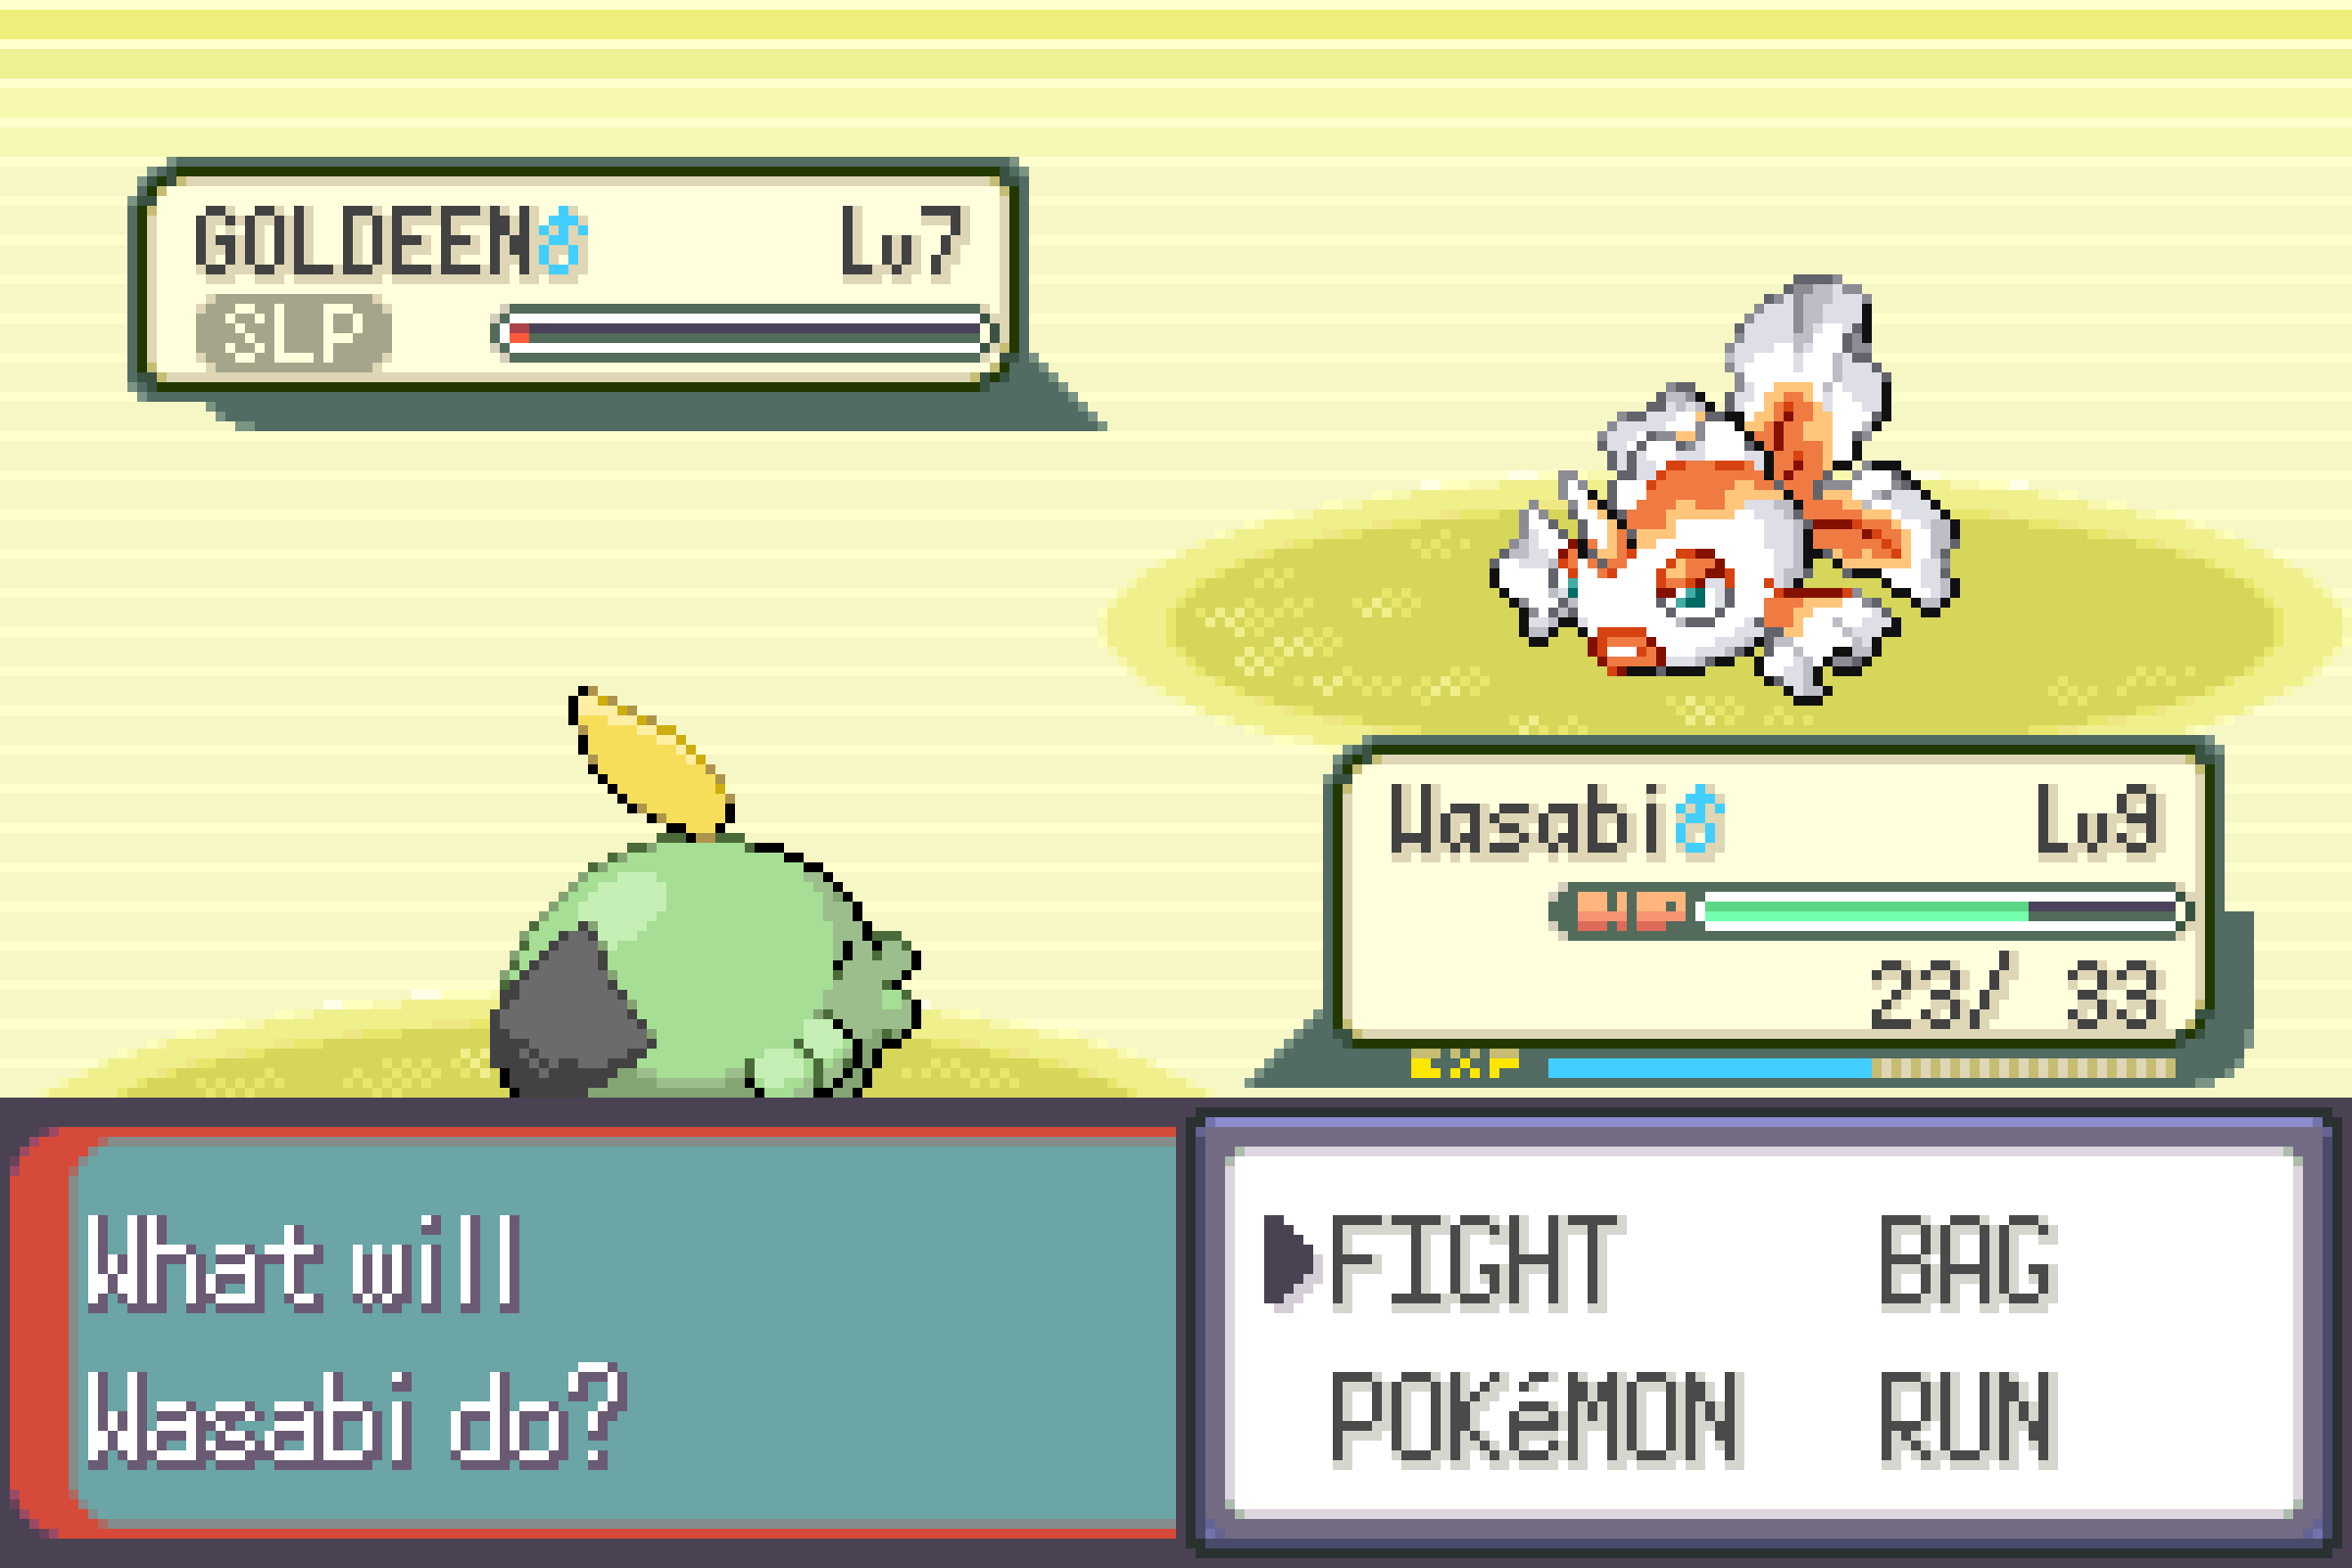 GOLDEEN♂ Lv7
SLP
Wasabi♂ Lv9
HP
23/ 33
EXP
What will
Wasabi do?
FIGHT BAG
POKéMON RUN